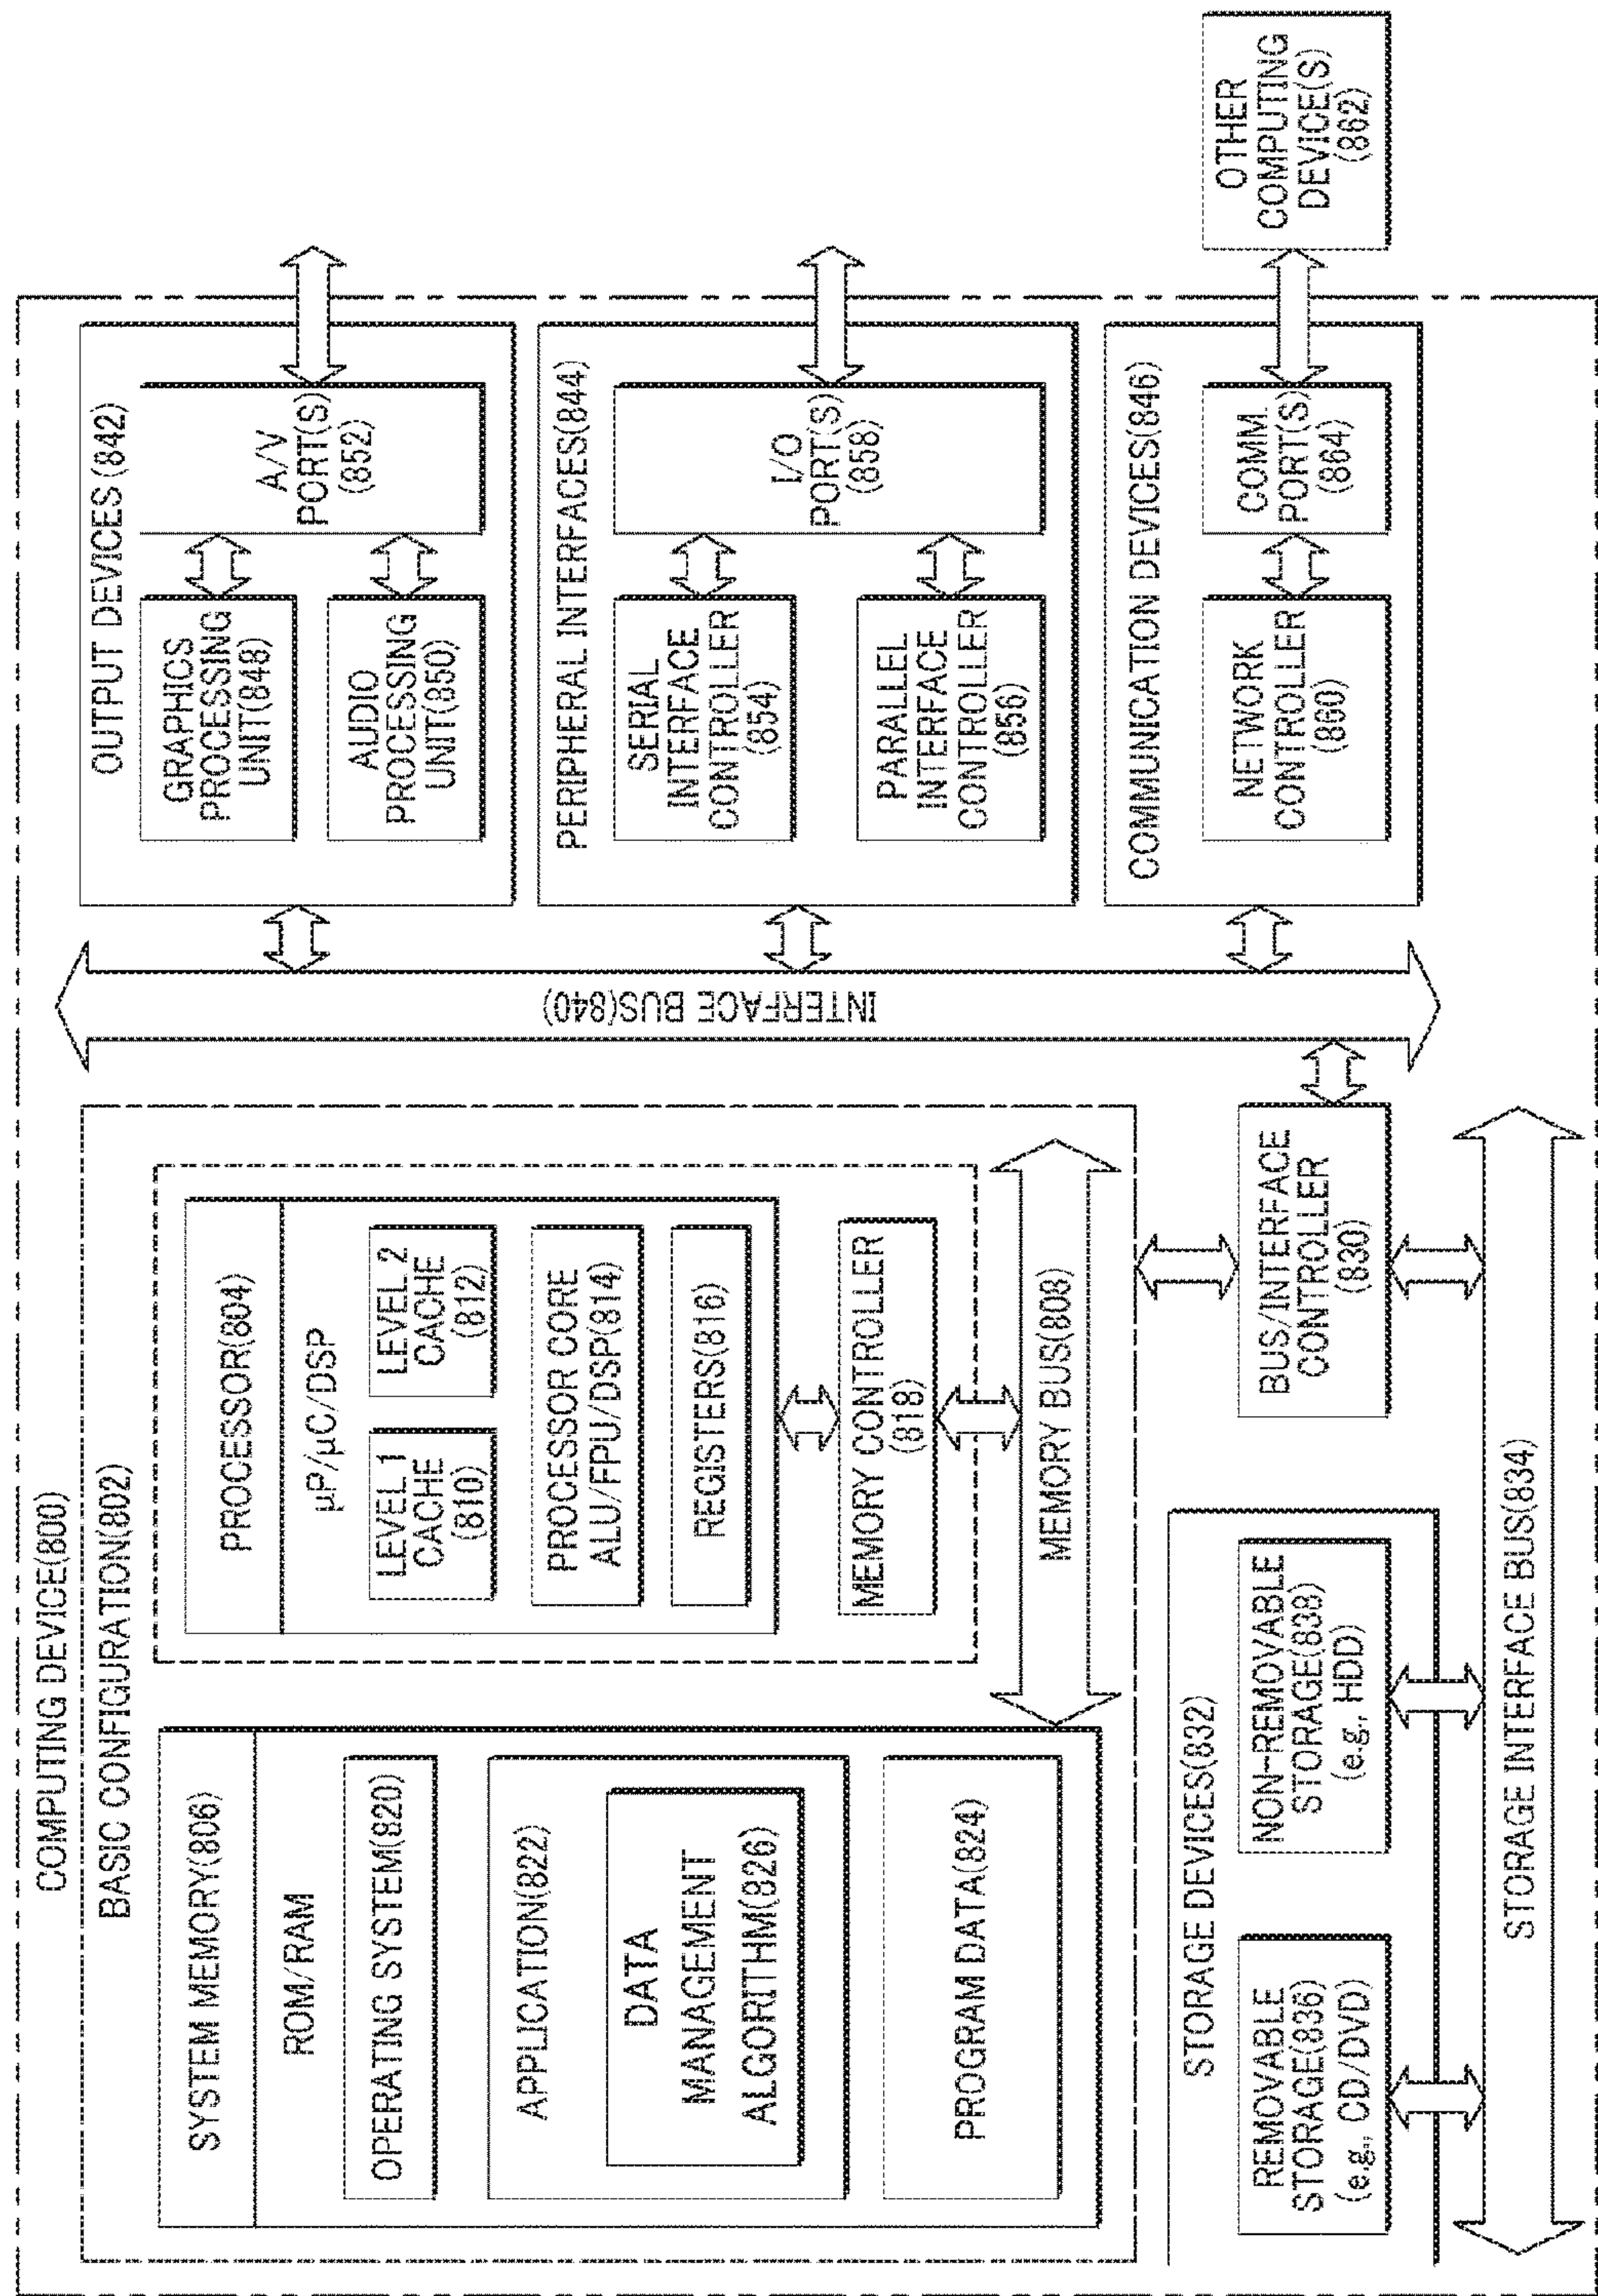 COMPUTING DEVICE(800)
BASIC CONFIGURATION(802)
SYSTEM MEMORY(806)
ROM/RAM
OPERATING SYSTEM(820)
APPLICATION(822)
DATA
MANAGEMENT
ALGORITHM(826)
PROGRAM DATA(824)
PROCESSOR(804)
µP/µC/DSP
LEVEL 1
CACHE
(810)
LEVEL 2
CACHE
(812)
PROCESSOR CORE
ALU/FPU/DSP(814)
REGISTERS(816)
MEMORY CONTROLLER
(818)
MEMORY BUS(808)
BUS/INTERFACE
CONTROLLER
(830)
STORAGE DEVICES(832)
REMOVABLE
STORAGE(836)
(e.g., CD/DVD)
NON-REMOVABLE
STORAGE(838)
(e.g., HDD)
STORAGE INTERFACE BUS(834)
INTERFACE BUS(840)
OUTPUT DEVICES(842)
GRAPHICS
PROCESSING
UNIT(848)
AUDIO
PROCESSING
UNIT(850)
A/V
PORT(S)
(852)
PERIPHERAL INTERFACES(844)
SERIAL
INTERFACE
CONTROLLER
(854)
PARALLEL
INTERFACE
CONTROLLER
(856)
I/O
PORT(S)
(858)
COMMUNICATION DEVICES(846)
NETWORK
CONTROLLER
(860)
COMM.
PORT(S)
(864)
OTHER
COMPUTING
DEVICE(S)
(862)